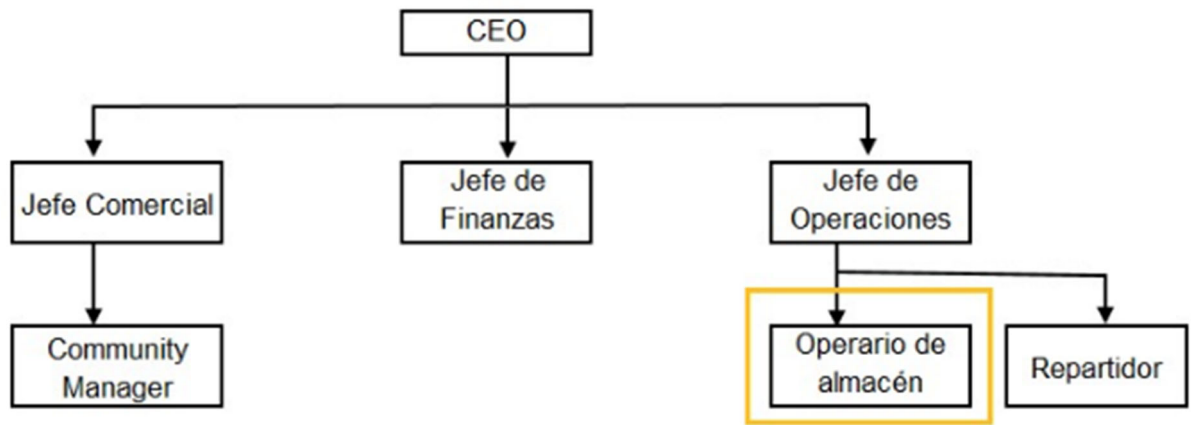 CEO
Jefe Comercial
Jefe de
Finanzas
Jefe de
Operaciones
Community
Manager
Operario de
almacén
Repartidor